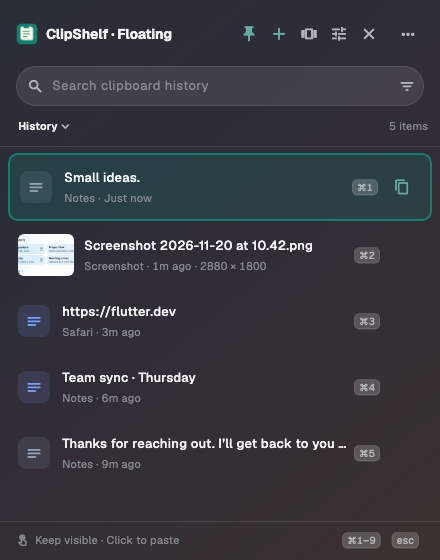 ClipShelf · Floating
Search clipboard history
History
5 items
Small ideas.
Notes · Just now
⌘1
Screenshot 2026-11-20 at 10.42.png
Screenshot · 1m ago · 2880 × 1800
⌘2
https://flutter.dev
Safari · 3m ago
⌘3
Team sync · Thursday
Notes · 6m ago
⌘4
Thanks for reaching out. I’ll get back to you …
Notes · 9m ago
⌘5
Keep visible · Click to paste
⌘1–9
esc